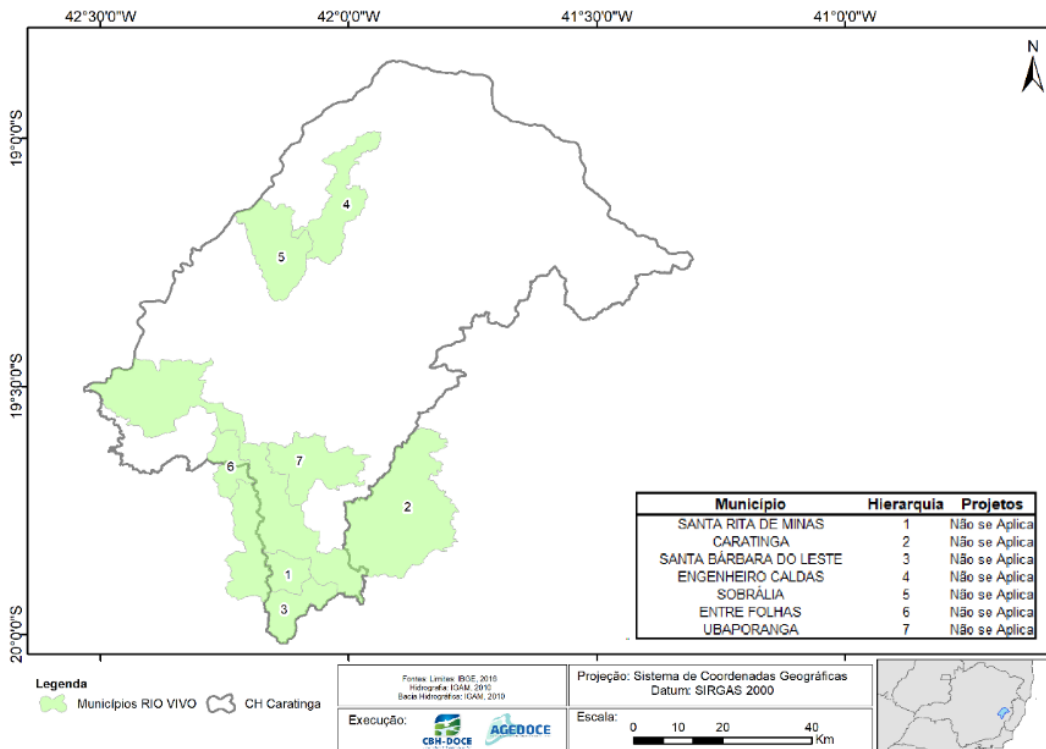 42°30'0"W 42°0'0"W 41°30'0"W 41°0'0"W
N
19°0'0"S
4
5
19°30'0"S
7
6
2
1
3
20°0'0"S
Município Hierarquia Projetos
SANTA RITA DE MINAS 1 Não se Aplica
CARATINGA 2 Não se Aplica
SANTA BÁRBARA DO LESTE 3 Não se Aplica
ENGENHEIRO CALDAS 4 Não se Aplica
SOBRÁLIA 5 Não se Aplica
ENTRE FOLHAS 6 Não se Aplica
UBAPORANGA 7 Não se Aplica
Legenda
Municípios RIO VIVO CH Caratinga
Fontes: Limites: IBGE, 2016
Hidrografia: IGAM, 2010
Bacia Hidrográfica: IGAM, 2010
Execução:
CBH-DOCE
AGEDOCE
Projeção: Sistema de Coordenadas Geográficas
Datum: SIRGAS 2000
Escala:
0 10 20 40
Km